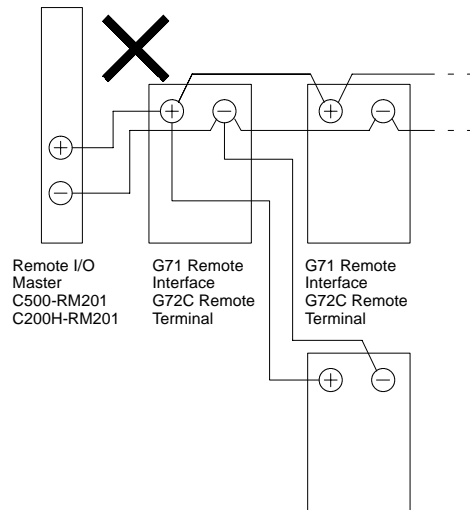 +
−
+
−
+
−
Remote I/O
Master
C500-RM201
C200H-RM201
G71 Remote
Interface
G72C Remote
Terminal
G71 Remote
Interface
G72C Remote
Terminal
+
−